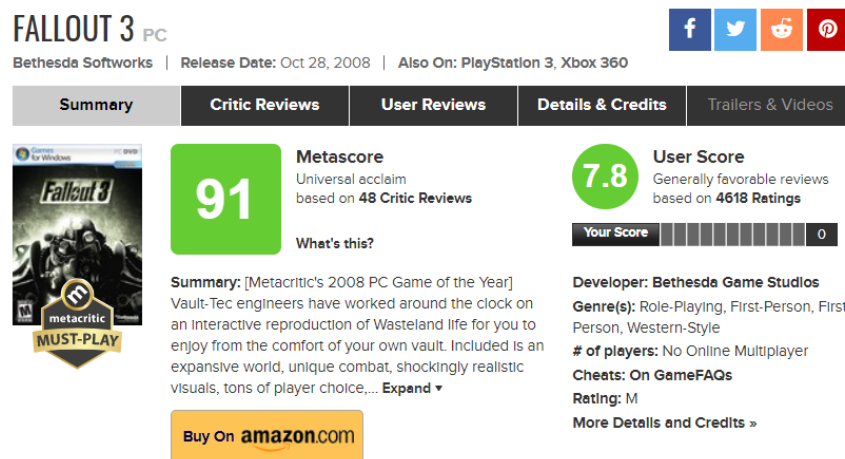 FALLOUT 3 PC
Bethesda Softworks | Release Date: Oct 28, 2008 | Also On: PlayStation 3, Xbox 360
Summary Critic Reviews User Reviews Details & Credits Trailers & Videos
Games for Windows PC DVD
Fallout 3
M
metacritic
MUST-PLAY
91
Metascore
Universal acclaim
based on 48 Critic Reviews
What's this?
7.8
User Score
Generally favorable reviews
based on 4618 Ratings
Your Score 0
Summary: [Metacritic's 2008 PC Game of the Year]
Vault-Tec engineers have worked around the clock on
an interactive reproduction of Wasteland life for you to
enjoy from the comfort of your own vault. Included is an
expansive world, unique combat, shockingly realistic
visuals, tons of player choice,... Expand
Buy On amazon.com
Developer: Bethesda Game Studios
Genre(s): Role-Playing, First-Person, First
Person, Western-Style
# of players: No Online Multiplayer
Cheats: On GameFAQs
Rating: M
More Details and Credits »